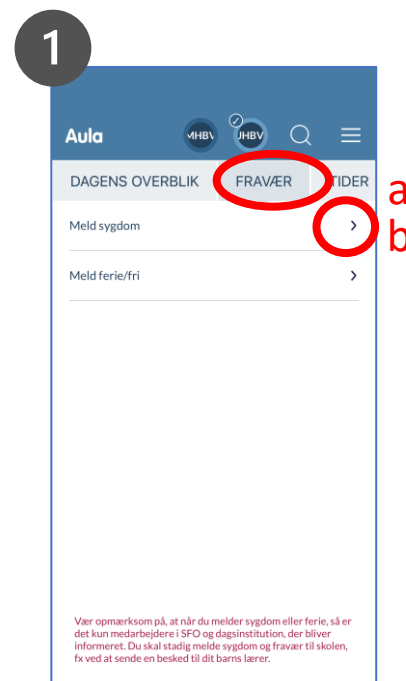 1
Aula
MHBV
JHBV
DAGENS OVERBLIK FRAVÆR TIDER
a
Meld sygdom
b
Meld ferie/fri
Vær opmærksom på, at når du melder sygdom eller ferie, så er
det kun medarbejdere i SFO og dagsinstitution, der bliver
informeret. Du skal stadig melde sygdom og fravær til skolen,
fx ved at sende en besked til dit barns lærer.